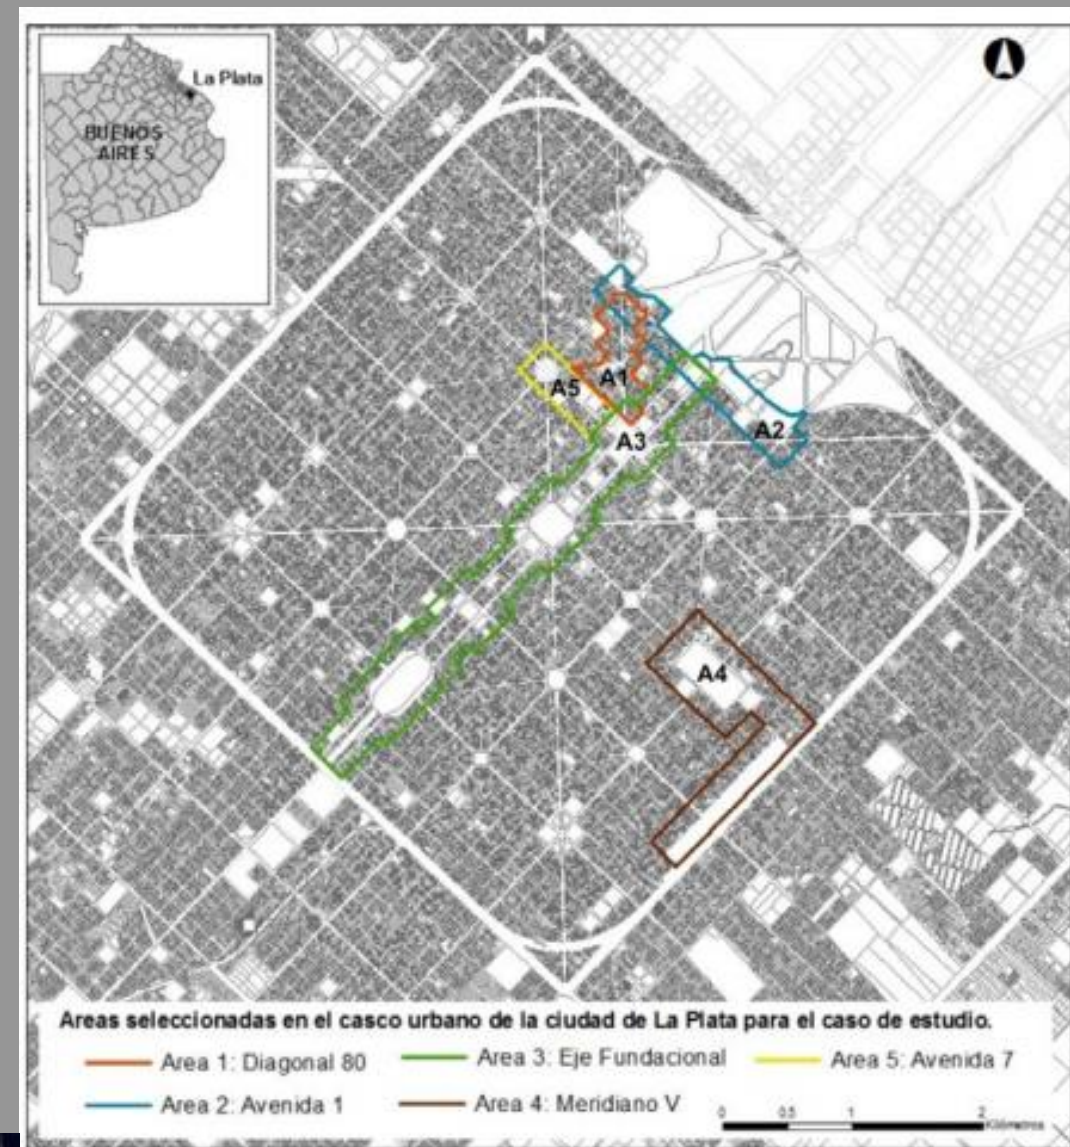 La Plata
BUENOS
AIRES
A1
A5
A3
A2
A4
Areas seleccionadas en el casco urbano de la ciudad de La Plata para el caso de estudio.
Area 1: Diagonal 80
Area 3: Eje Fundacional
Area 5: Avenida 7
Area 2: Avenida 1
Area 4: Meridiano V
0 0.5 1 2
Kilómetros